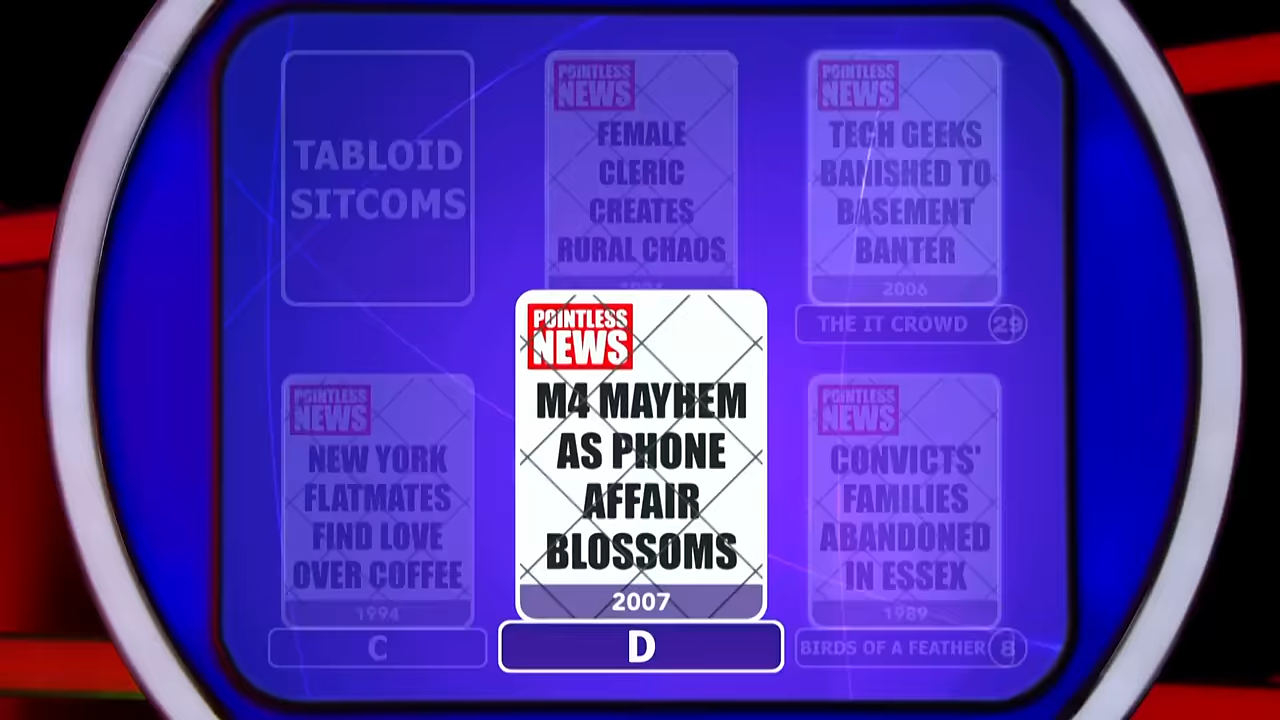 TABLOID
SITCOMS
POINTLESS
NEWS
FEMALE
CLERIC
CREATES
RURAL CHAOS
1994
POINTLESS
NEWS
TECH GEEKS
BANISHED TO
BASEMENT
BANTER
2006
THE IT CROWD 29
POINTLESS
NEWS
NEW YORK
FLATMATES
FIND LOVE
OVER COFFEE
1994
C
POINTLESS
NEWS
M4 MAYHEM
AS PHONE
AFFAIR
BLOSSOMS
2007
D
POINTLESS
NEWS
CONVICTS'
FAMILIES
ABANDONED
IN ESSEX
1989
BIRDS OF A FEATHER 8